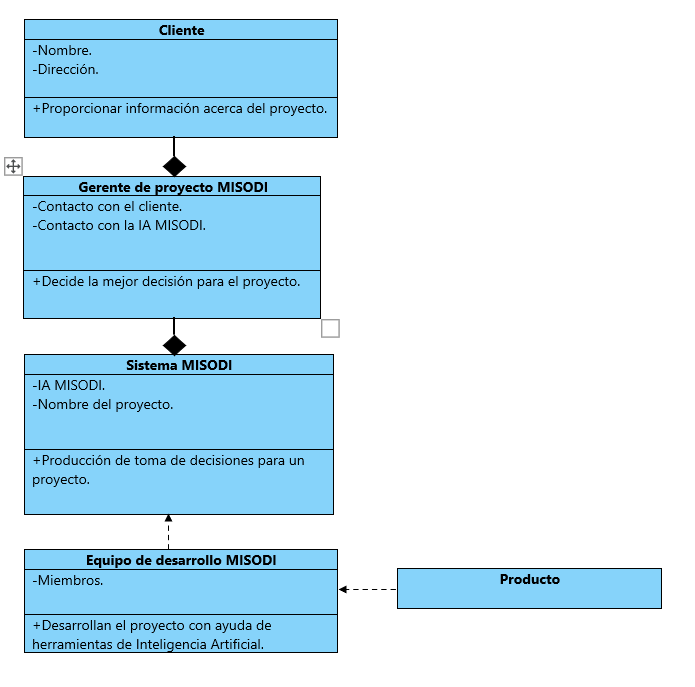 Cliente
-Nombre.
-Dirección.
+Proporcionar información acerca del proyecto.
Gerente de proyecto MISODI
-Contacto con el cliente.
-Contacto con la IA MISODI.
+Decide la mejor decisión para el proyecto.
Sistema MISODI
-IA MISODI.
-Nombre del proyecto.
+Producción de toma de decisiones para un
proyecto.
Equipo de desarrollo MISODI
-Miembros.
+Desarrollan el proyecto con ayuda de
herramientas de Inteligencia Artificial.
Producto